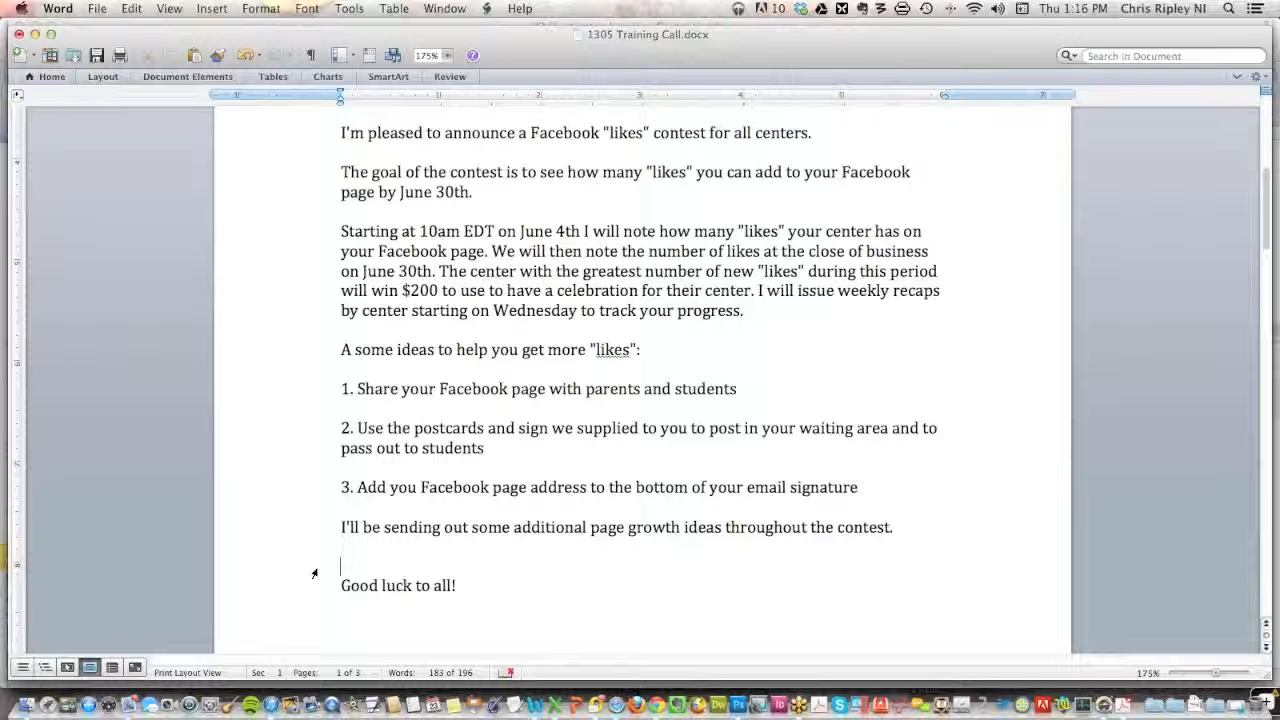 Word File Edit View Insert Format Font Tools Table Window Help 10 Thu 1:16 PM Chris Ripley NI
1305 Training Call.docx
175% Search in Document
Home Layout Document Elements Tables Charts SmartArt Review
I'm pleased to announce a Facebook "likes" contest for all centers.
The goal of the contest is to see how many "likes" you can add to your Facebook
page by June 30th.
Starting at 10am EDT on June 4th I will note how many "likes" your center has on
your Facebook page. We will then note the number of likes at the close of business
on June 30th. The center with the greatest number of new "likes" during this period
will win $200 to use to have a celebration for their center. I will issue weekly recaps
by center starting on Wednesday to track your progress.
A some ideas to help you get more "likes":
1. Share your Facebook page with parents and students
2. Use the postcards and sign we supplied to you to post in your waiting area and to
pass out to students
3. Add you Facebook page address to the bottom of your email signature
I'll be sending out some additional page growth ideas throughout the contest.
Good luck to all!
Print Layout View Sec 1 Pages: 1 of 3 Words: 183 of 196 175%